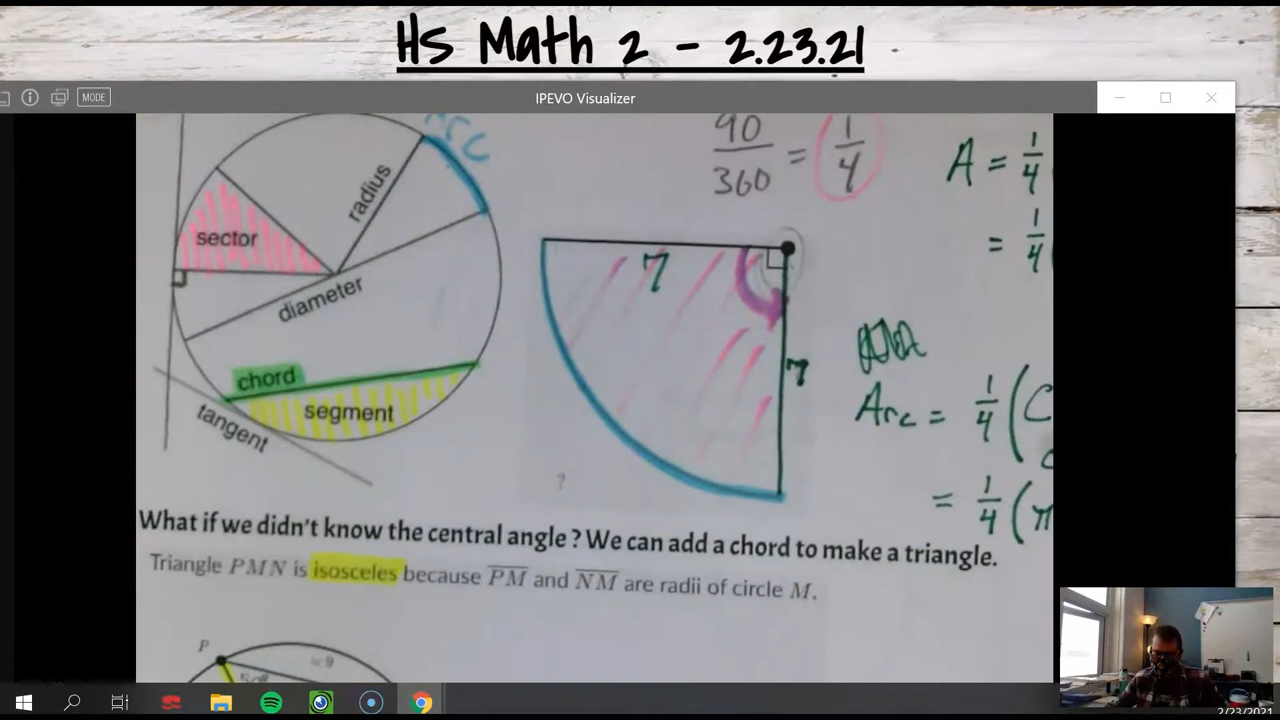 HS Math 2 - 2.23.21
MODE
IPEVO Visualizer
Arc
radius
sector
diameter
chord
segment
tangent
90
360
= 1/4
7
7
?
A = 1/4
= 1/4
Arc = 1/4 (C
= 1/4 (π
What if we didn't know the central angle? We can add a chord to make a triangle.
Triangle PMN is isosceles because PM and NM are radii of circle M.
P
2/23/2021